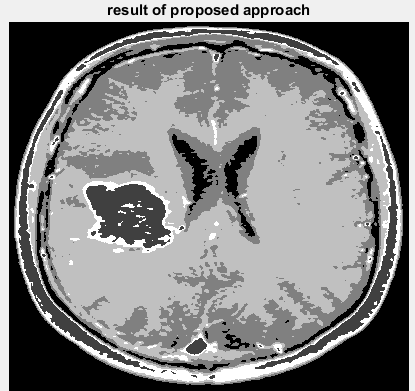 result of proposed approach